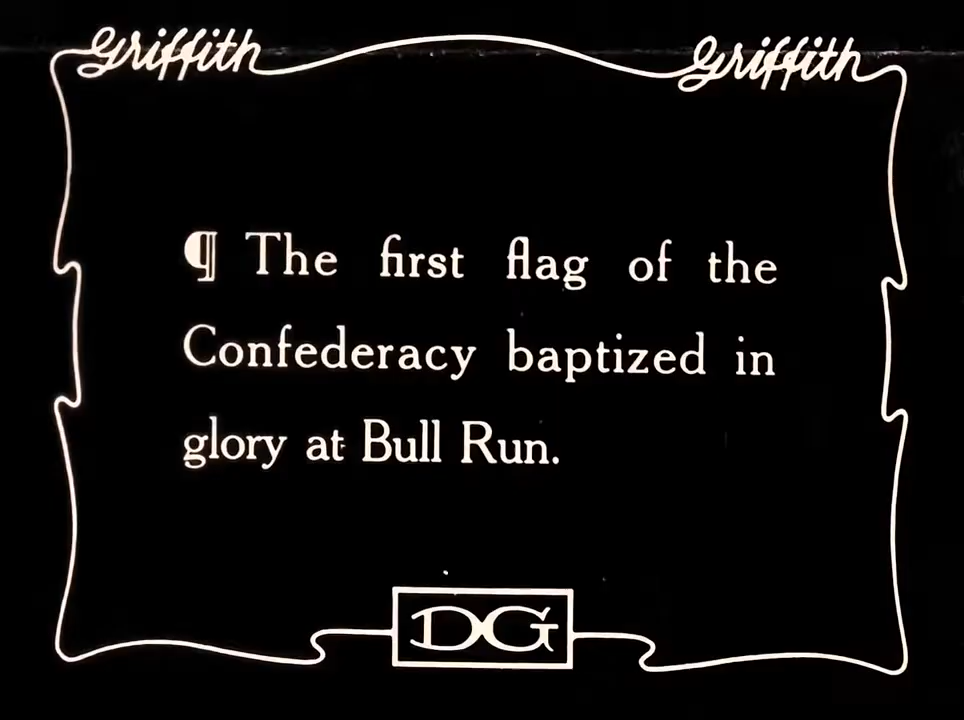 Griffith Griffith
¶ The first flag of the
Confederacy baptized in
glory at Bull Run.
DG